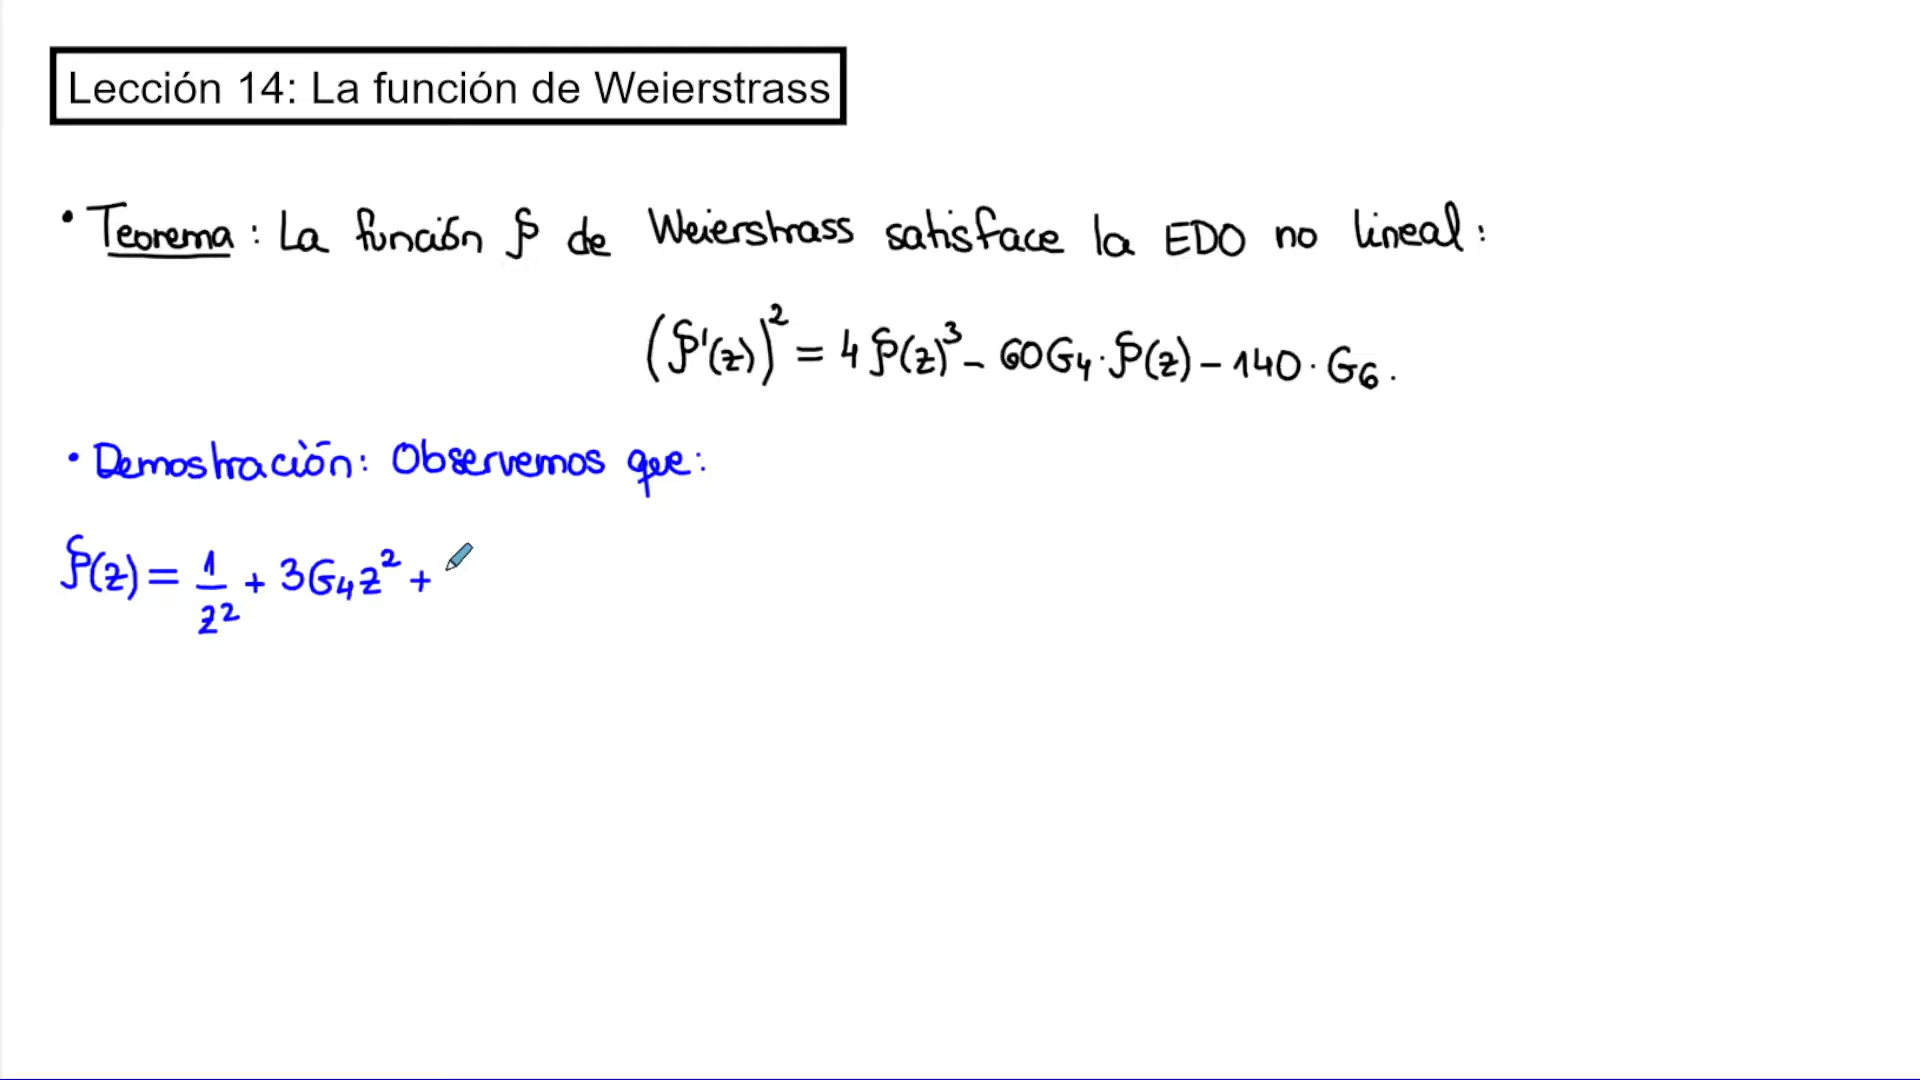 Lección 14: La función de Weierstrass
• Teorema: La función ℘ de Weierstrass satisface la EDO no lineal:
(℘'(z))² = 4℘(z)³ - 60G₄·℘(z) - 140·G₆.
• Demostración: Observemos que:
℘(z) = 1/z² + 3G₄z² +